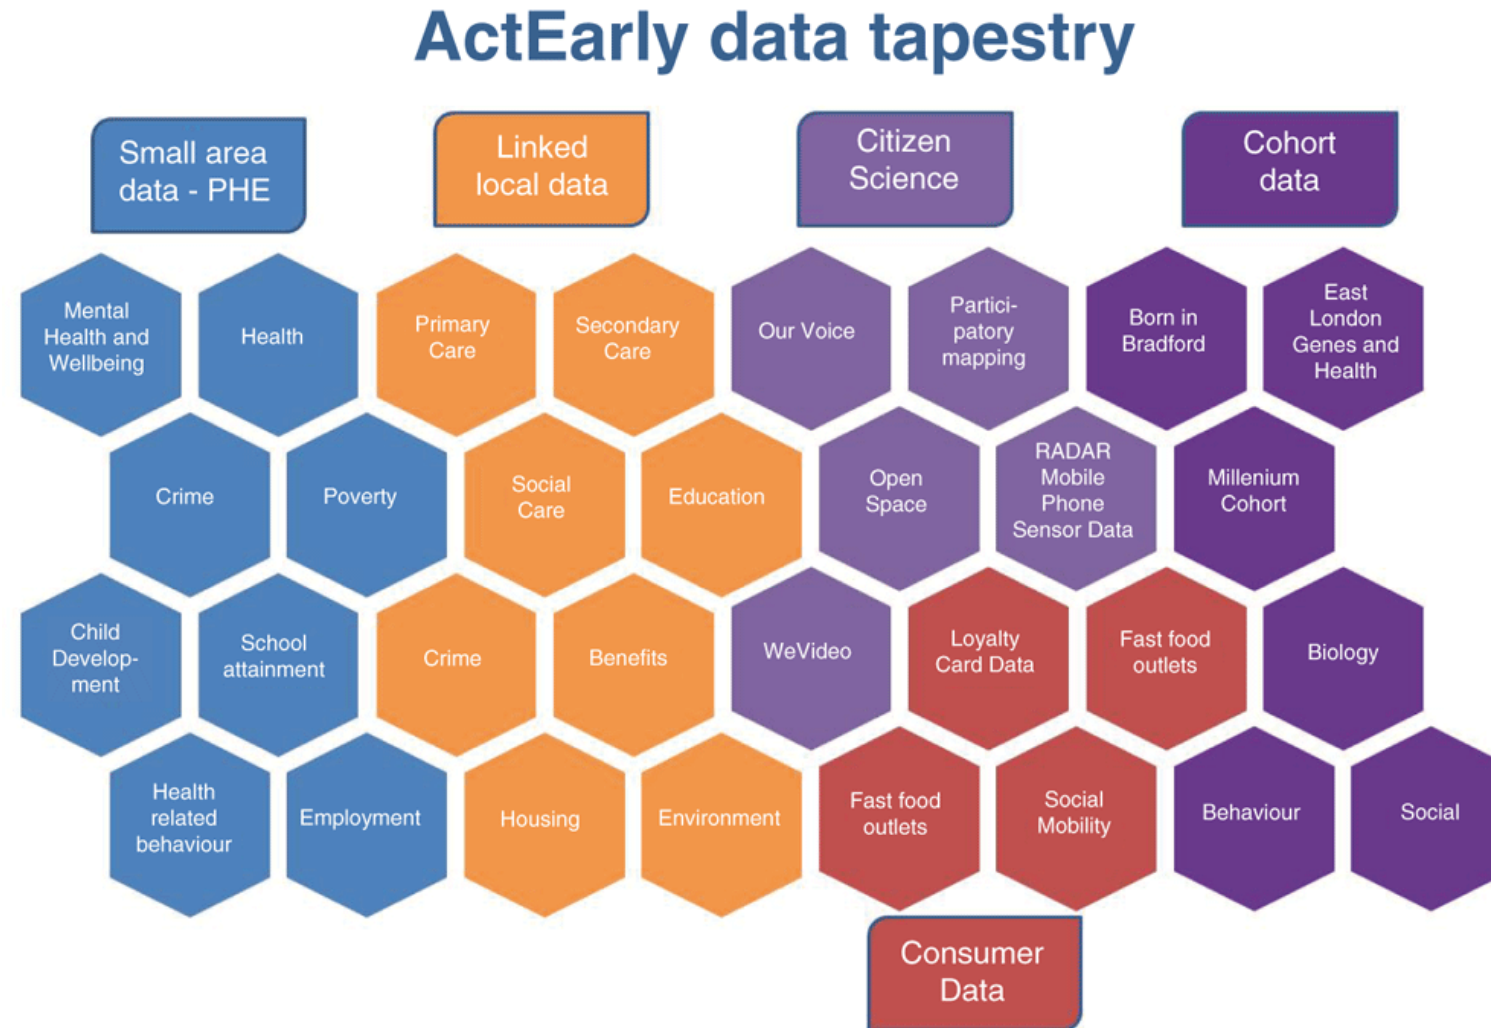 ActEarly data tapestry
Small area
data - PHE
Linked
local data
Citizen
Science
Cohort
data
Mental
Health and
Wellbeing
Health
Primary
Care
Secondary
Care
Our Voice
Partici-
patory
mapping
Born in
Bradford
East
London
Genes and
Health
Crime
Poverty
Social
Care
Education
Open
Space
RADAR
Mobile
Phone
Sensor Data
Millenium
Cohort
Child
Develop-
ment
School
attainment
Crime
Benefits
WeVideo
Loyalty
Card Data
Fast food
outlets
Biology
Health
related
behaviour
Employment
Housing
Environment
Fast food
outlets
Social
Mobility
Behaviour
Social
Consumer
Data